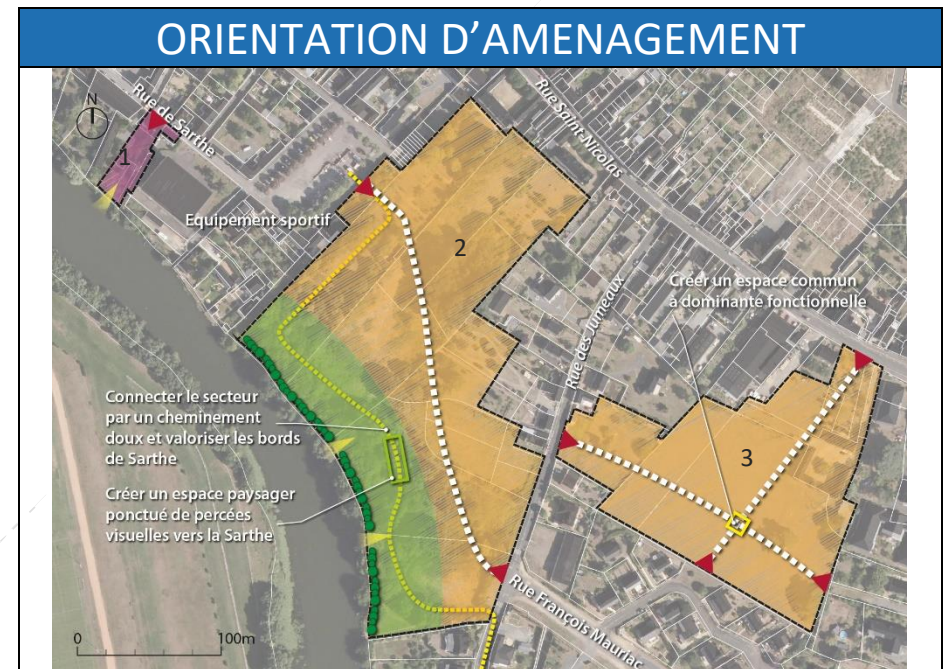 ORIENTATION D'AMENAGEMENT
N
Rue de Sarthe
1
Rue Saint-Nicolas
Equipement sportif
2
Créer un espace commun
à dominante fonctionnelle
Rue des Jumeaux
Connecter le secteur
par un cheminement
doux et valoriser les bords
de Sarthe
3
Créer un espace paysager
ponctué de percées
visuelles vers la Sarthe
Rue François Mauriac
0 100m